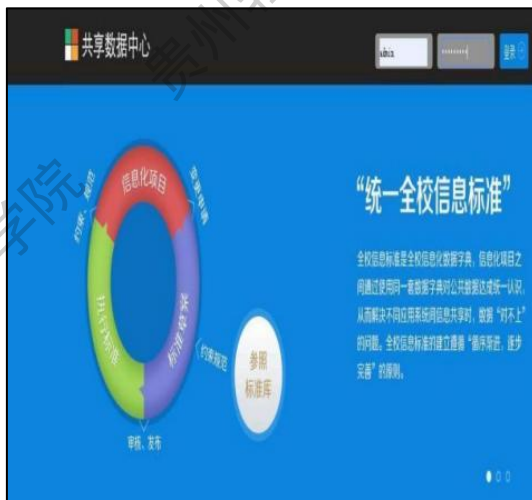 共享数据中心
登录
信息化项目
约束、规范
变更申请
执行标准
标准草案
约束规范
参照
标准库
审核、发布
“统一全校信息标准”
全校信息标准是全校信息化数据字典，信息化项目之
间通过使用同一套数据字典对公共数据达成统一认识，
从而解决不同应用系统间信息共享时，数据“对不上”
的问题。全校信息标准的建立遵循“循序渐进，逐步
完善”的原则。
学院